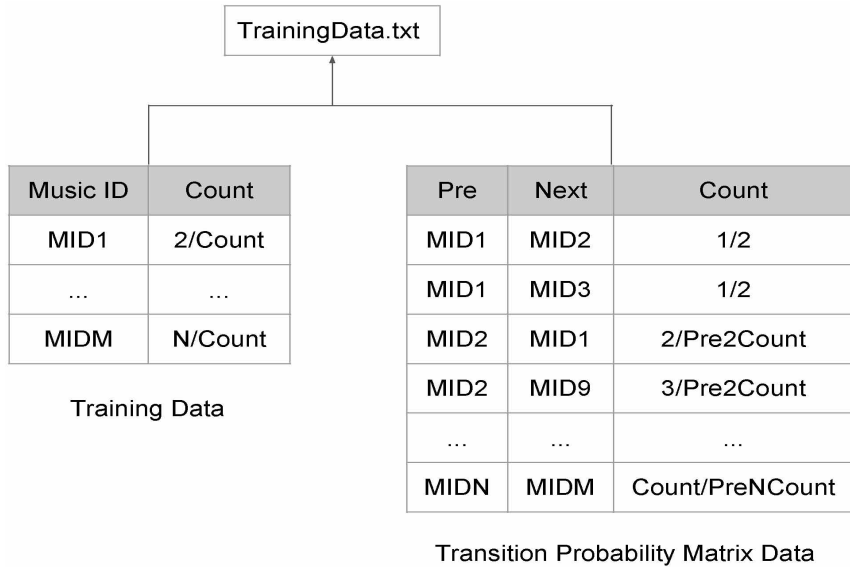 TrainingData.txt
Music ID Count
MID1 2/Count
... ...
MIDM N/Count
Training Data
Pre Next Count
MID1 MID2 1/2
MID1 MID3 1/2
MID2 MID1 2/Pre2Count
MID2 MID9 3/Pre2Count
... ... ...
MIDN MIDM Count/PreNCount
Transition Probability Matrix Data